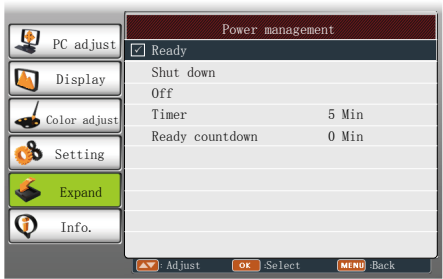 Power management
PC adjust
Display
Color adjust
Setting
Expand
Info.
Ready
Shut down
Off
Timer 5 Min
Ready countdown 0 Min
: Adjust OK :Select MENU :Back